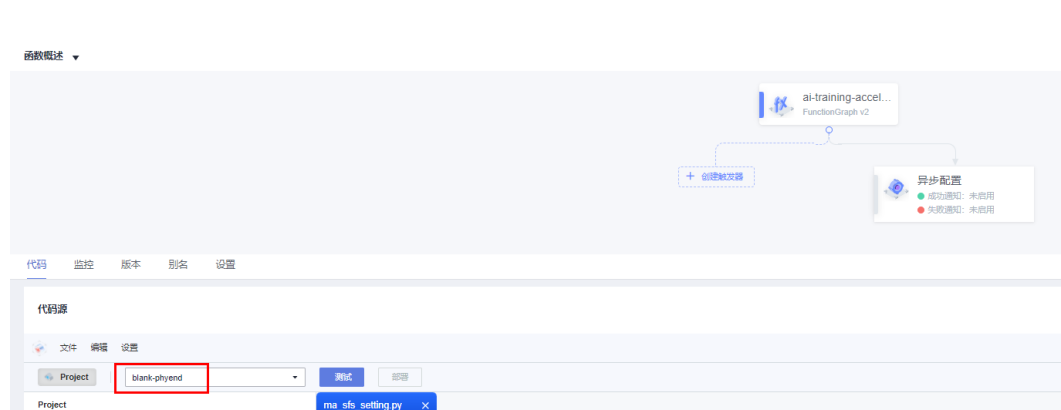 函数概述
ai-training-accel...
FunctionGraph v2
创建触发器
异步配置
成功通知：未启用
失败通知：未启用
代码 监控 版本 别名 设置
代码源
文件 编辑 设置
Project blank-phyend 测试 部署
Project ma_sfs_setting.py ×